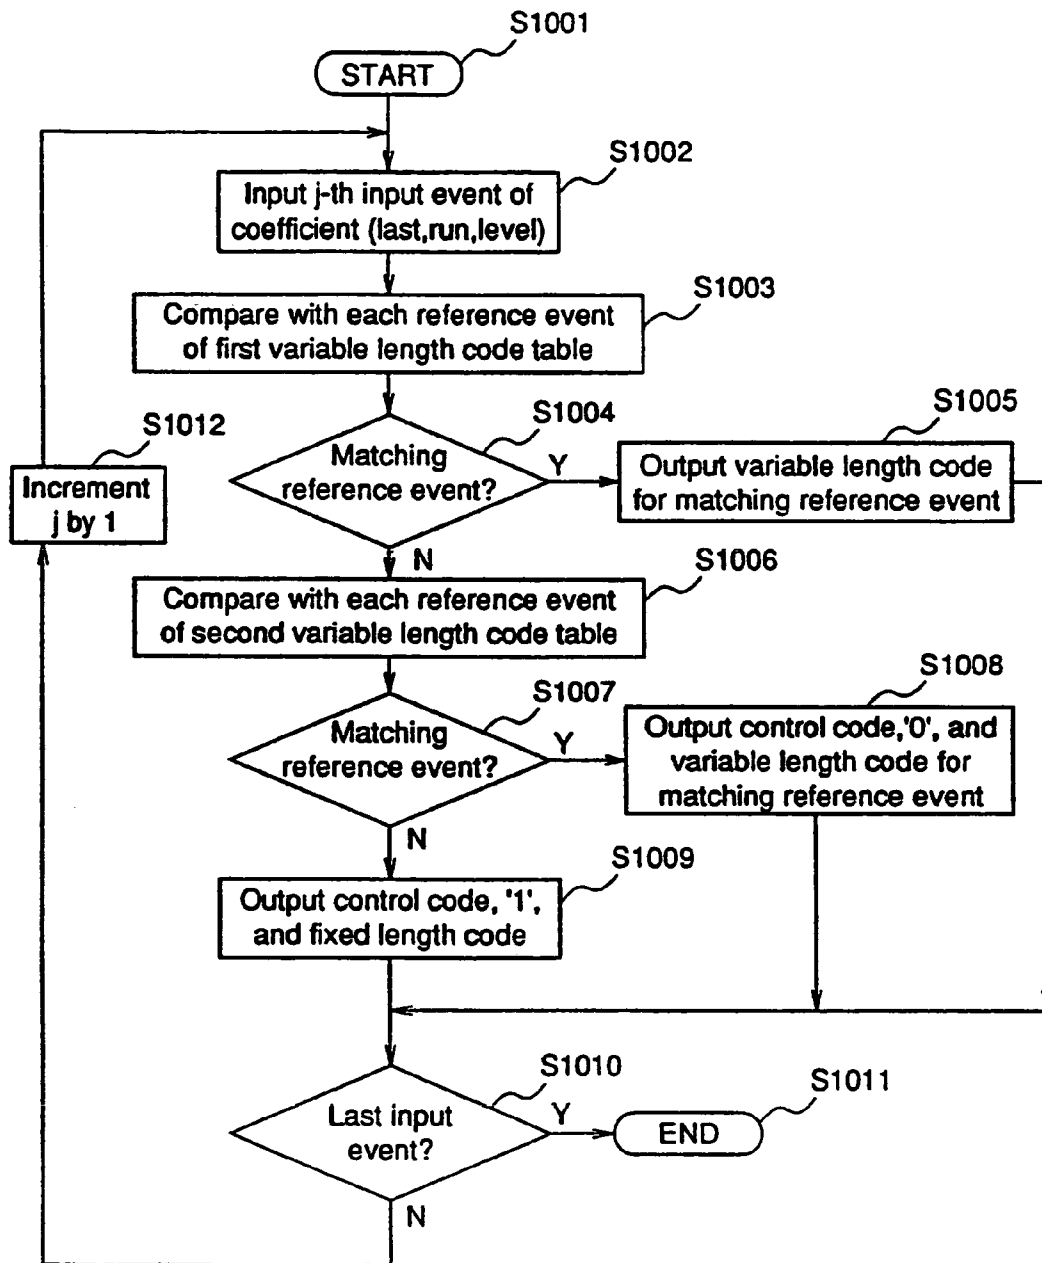 S1001
START
S1002
Input j-th input event of
coefficient (last,run,level)
S1003
Compare with each reference event
of first variable length code table
S1004
Matching
reference event?
Y
N
S1005
Output variable length code
for matching reference event
S1012
Increment
j by 1
S1006
Compare with each reference event
of second variable length code table
S1007
Matching
reference event?
Y
N
S1008
Output control code,'0', and
variable length code for
matching reference event
S1009
Output control code, '1',
and fixed length code
S1010
Last input
event?
Y
N
S1011
END